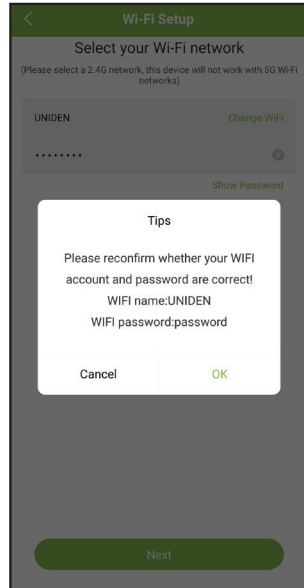 Wi-Fi Setup
Select your Wi-Fi network
(Please select a 2.4G network, this device will not work with 5G Wi-Fi
networks)
UNIDEN Change WiFi
••••••••
Show Password
Tips
Please reconfirm whether your WIFI
account and password are correct!
WIFI name:UNIDEN
WIFI password:password
Cancel OK
Next